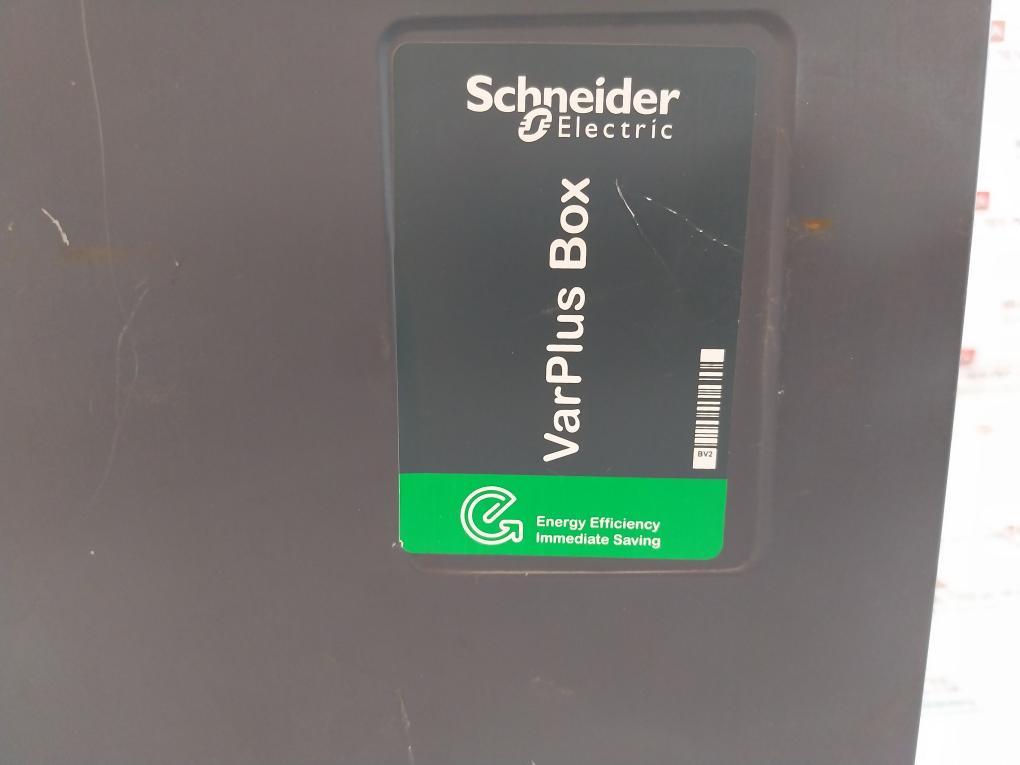 Schneider
Electric
VarPlus Box
BV2
Energy Efficiency
Immediate Saving